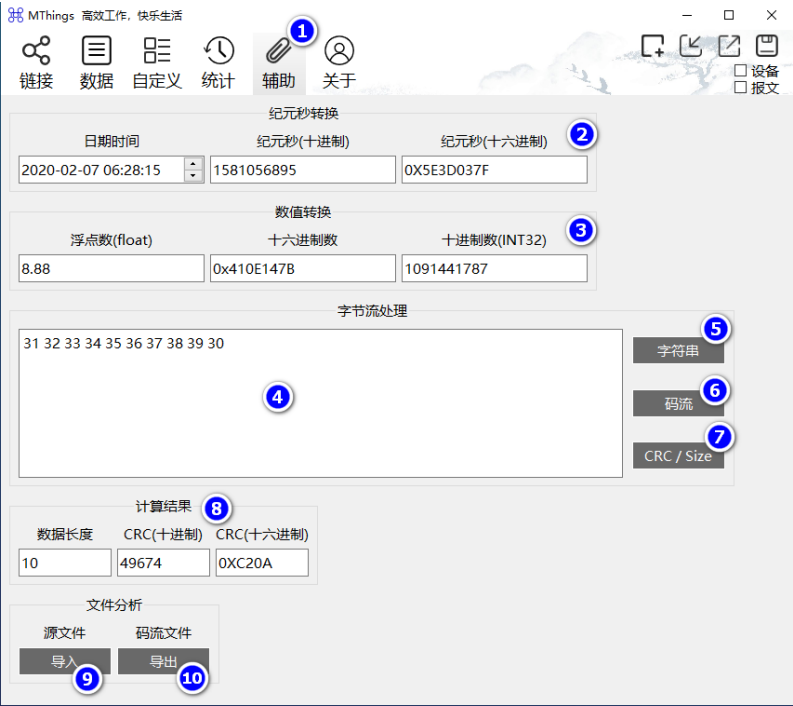 MThings 高效工作，快乐生活
1
链接 数据 自定义 统计 辅助 关于
设备
报文
纪元秒转换
日期时间 纪元秒(十进制) 纪元秒(十六进制) 2
2020-02-07 06:28:15 1581056895 0X5E3D037F
数值转换
浮点数(float) 十六进制数 十进制数(INT32) 3
8.88 0x410E147B 1091441787
字节流处理
31 32 33 34 35 36 37 38 39 30
4
5
字符串
6
码流
7
CRC / Size
计算结果 8
数据长度 CRC(十进制) CRC(十六进制)
10 49674 0XC20A
文件分析
源文件 码流文件
导入 导出
9 10